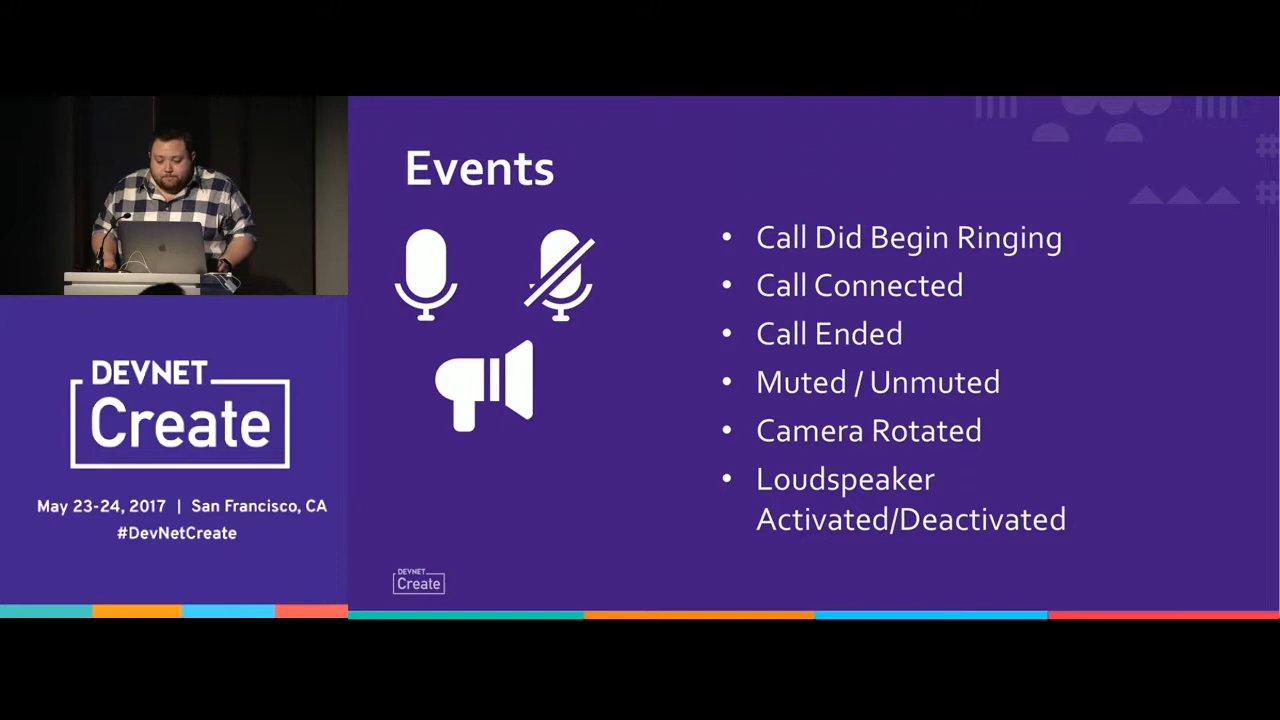 Events
• Call Did Begin Ringing
• Call Connected
• Call Ended
• Muted / Unmuted
• Camera Rotated
• Loudspeaker
Activated/Deactivated
DEVNET
Create
DEVNET
Create
May 23-24, 2017 | San Francisco, CA
#DevNetCreate